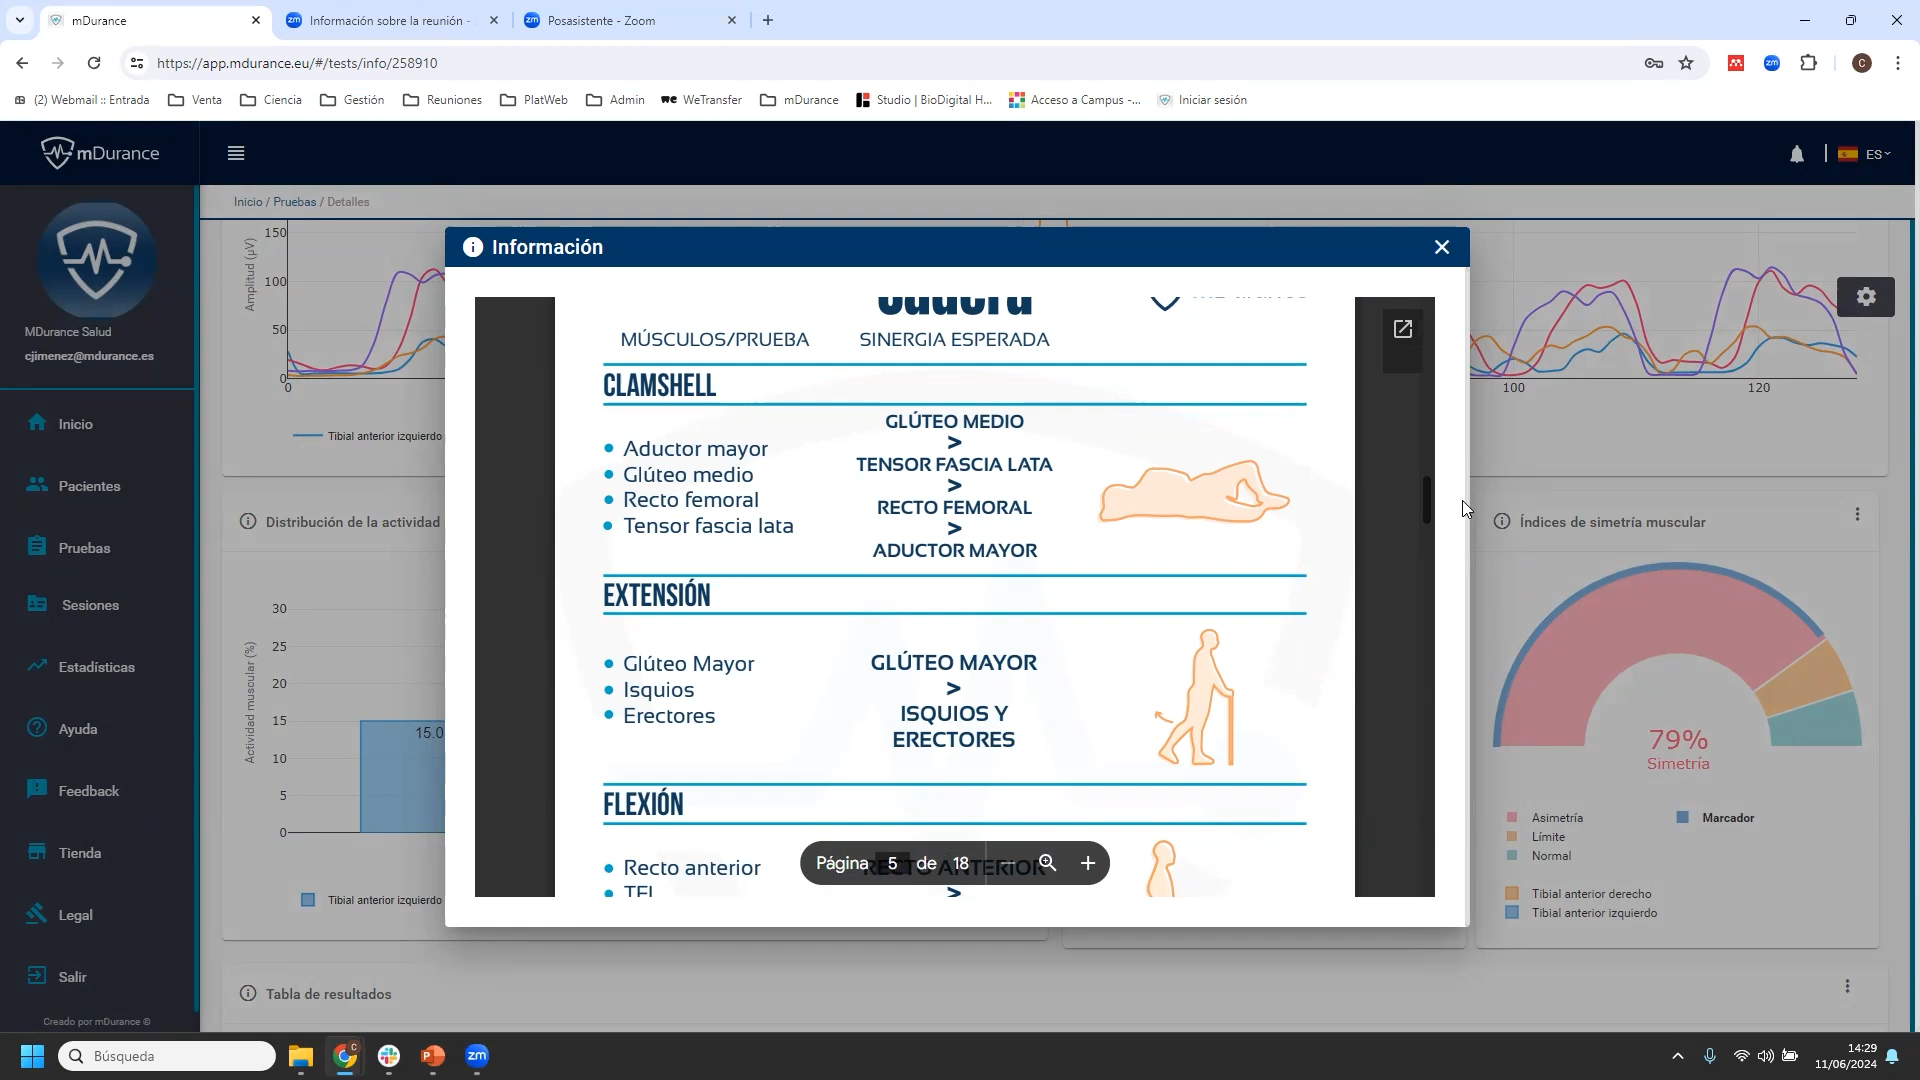 mDurance
Información sobre la reunión -
Posasistente - Zoom
https://app.mdurance.eu/#/tests/info/258910
C
(2) Webmail :: Entrada
Venta
Ciencia
Gestión
Reuniones
PlatWeb
Admin
WeTransfer
mDurance
Studio | BioDigital H...
Acceso a Campus -...
Iniciar sesión
mDurance
ES
MDurance Salud
cjimenez@mdurance.es
Inicio
Pacientes
Pruebas
Sesiones
Estadísticas
Ayuda
Feedback
Tienda
Legal
Salir
Creado por mDurance ©
Inicio / Pruebas / Detalles
Amplitud (µV)
150
100
50
0
0
100
120
Tibial anterior izquierdo
Distribución de la actividad
Actividad muscular (%)
30
25
20
15
10
5
0
15.0
Tibial anterior izquierdo
Tabla de resultados
Información
Cadera
MÚSCULOS/PRUEBA
SINERGIA ESPERADA
CLAMSHELL
Aductor mayor
Glúteo medio
Recto femoral
Tensor fascia lata
GLÚTEO MEDIO
>
TENSOR FASCIA LATA
>
RECTO FEMORAL
>
ADUCTOR MAYOR
EXTENSIÓN
Glúteo Mayor
Isquios
Erectores
GLÚTEO MAYOR
>
ISQUIOS Y
ERECTORES
FLEXIÓN
Recto anterior
TFL
RECTO ANTERIOR
>
Página 5 de 18
Índices de simetría muscular
79%
Simetría
Asimetría
Límite
Normal
Marcador
Tibial anterior derecho
Tibial anterior izquierdo
Búsqueda
14:29
11/06/2024